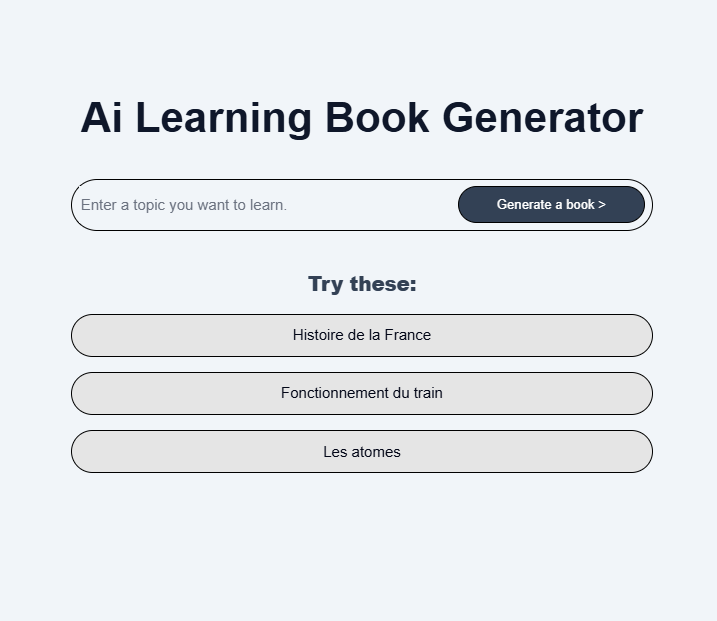 Ai Learning Book Generator
Enter a topic you want to learn.
Generate a book >
Try these:
Histoire de la France
Fonctionnement du train
Les atomes